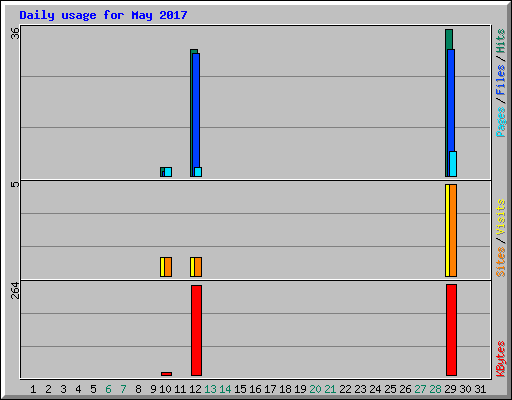 Daily usage for May 2017
36
Pages / Files / Hits
5
Sites / Visits
264
KBytes
1 2 3 4 5 6 7 8 9 10 11 12 13 14 15 16 17 18 19 20 21 22 23 24 25 26 27 28 29 30 31